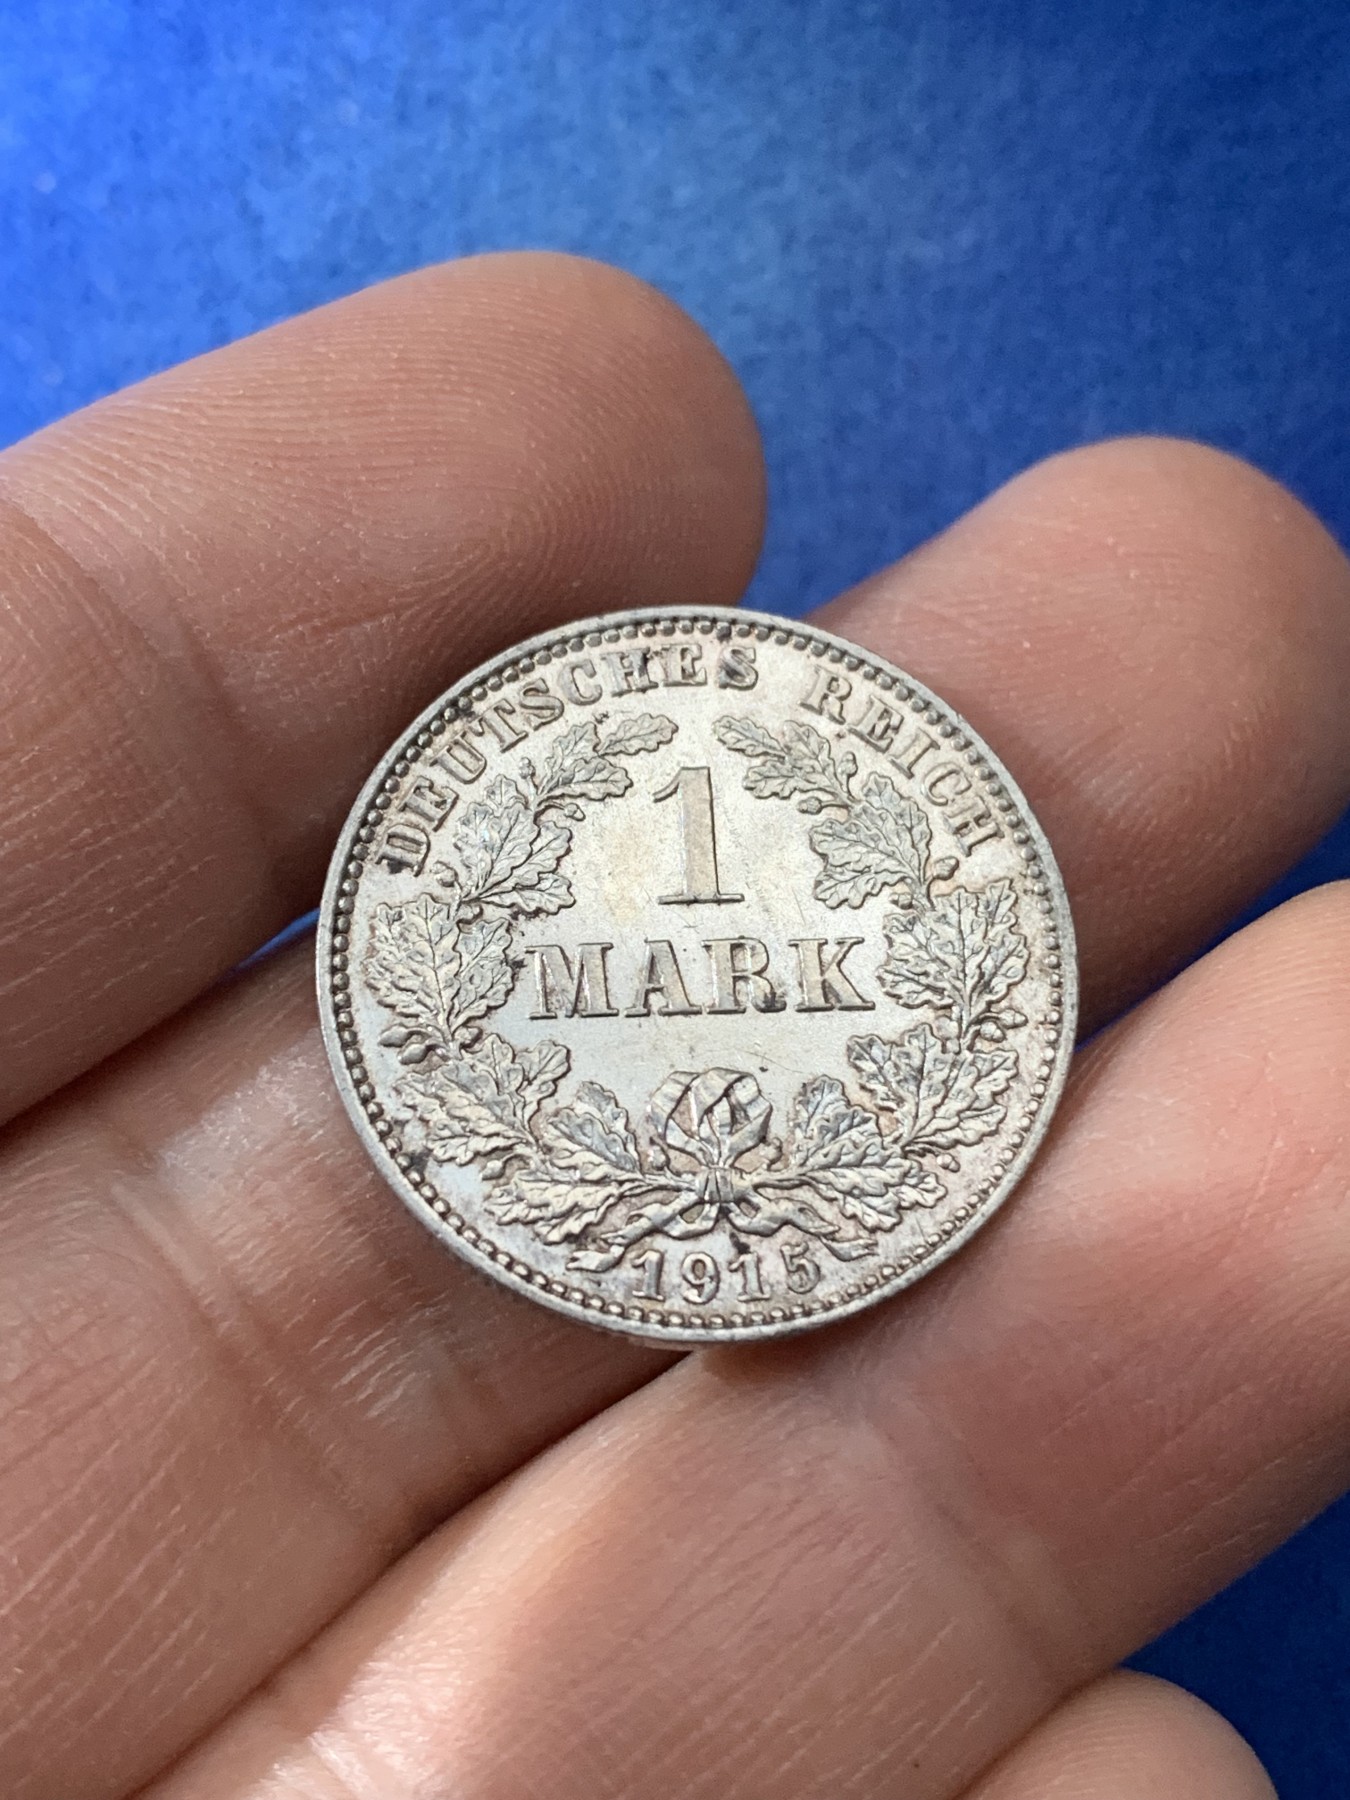 DEUTSCHES REICH
1
MARK
1915